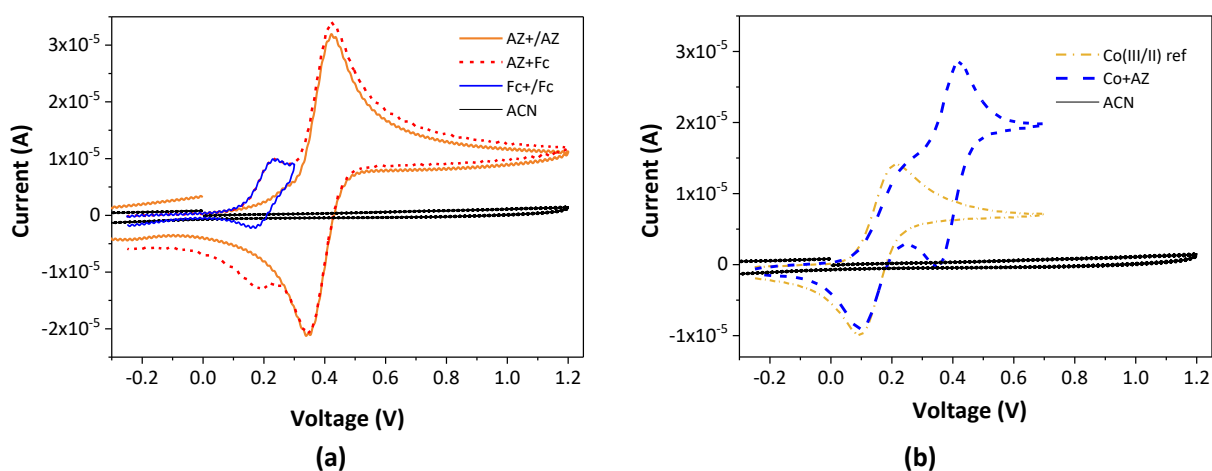 3x10⁻⁵
2x10⁻⁵
1x10⁻⁵
0
-1x10⁻⁵
-2x10⁻⁵
Current (A)
AZ+/AZ
AZ+Fc
Fc+/Fc
ACN
-0.2 0.0 0.2 0.4 0.6 0.8 1.0 1.2
Voltage (V)
(a)
3x10⁻⁵
2x10⁻⁵
1x10⁻⁵
0
-1x10⁻⁵
Current (A)
Co(III/II) ref
Co+AZ
ACN
-0.2 0.0 0.2 0.4 0.6 0.8 1.0 1.2
Voltage (V)
(b)